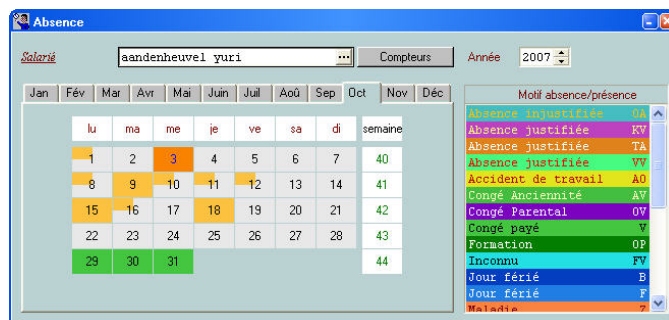 Absence
Salarié aandenheuvel yuri ... Compteurs Année 2007
Jan Fév Mar Avr Mai Juin Juil Aoû Sep Oct Nov Déc
Motif absence/présence
lu ma me je ve sa di semaine
1 2 3 4 5 6 7 40
8 9 10 11 12 13 14 41
15 16 17 18 19 20 21 42
22 23 24 25 26 27 28 43
29 30 31 44
Absence injustifiée OA
Absence justifiée KV
Absence justifiée TA
Absence justifiée VV
Accident de travail AO
Congé Anciennité AV
Congé Parental OV
Congé payé V
Formation OP
Inconnu FV
Jour férié B
Jour férié F
Maladie Z